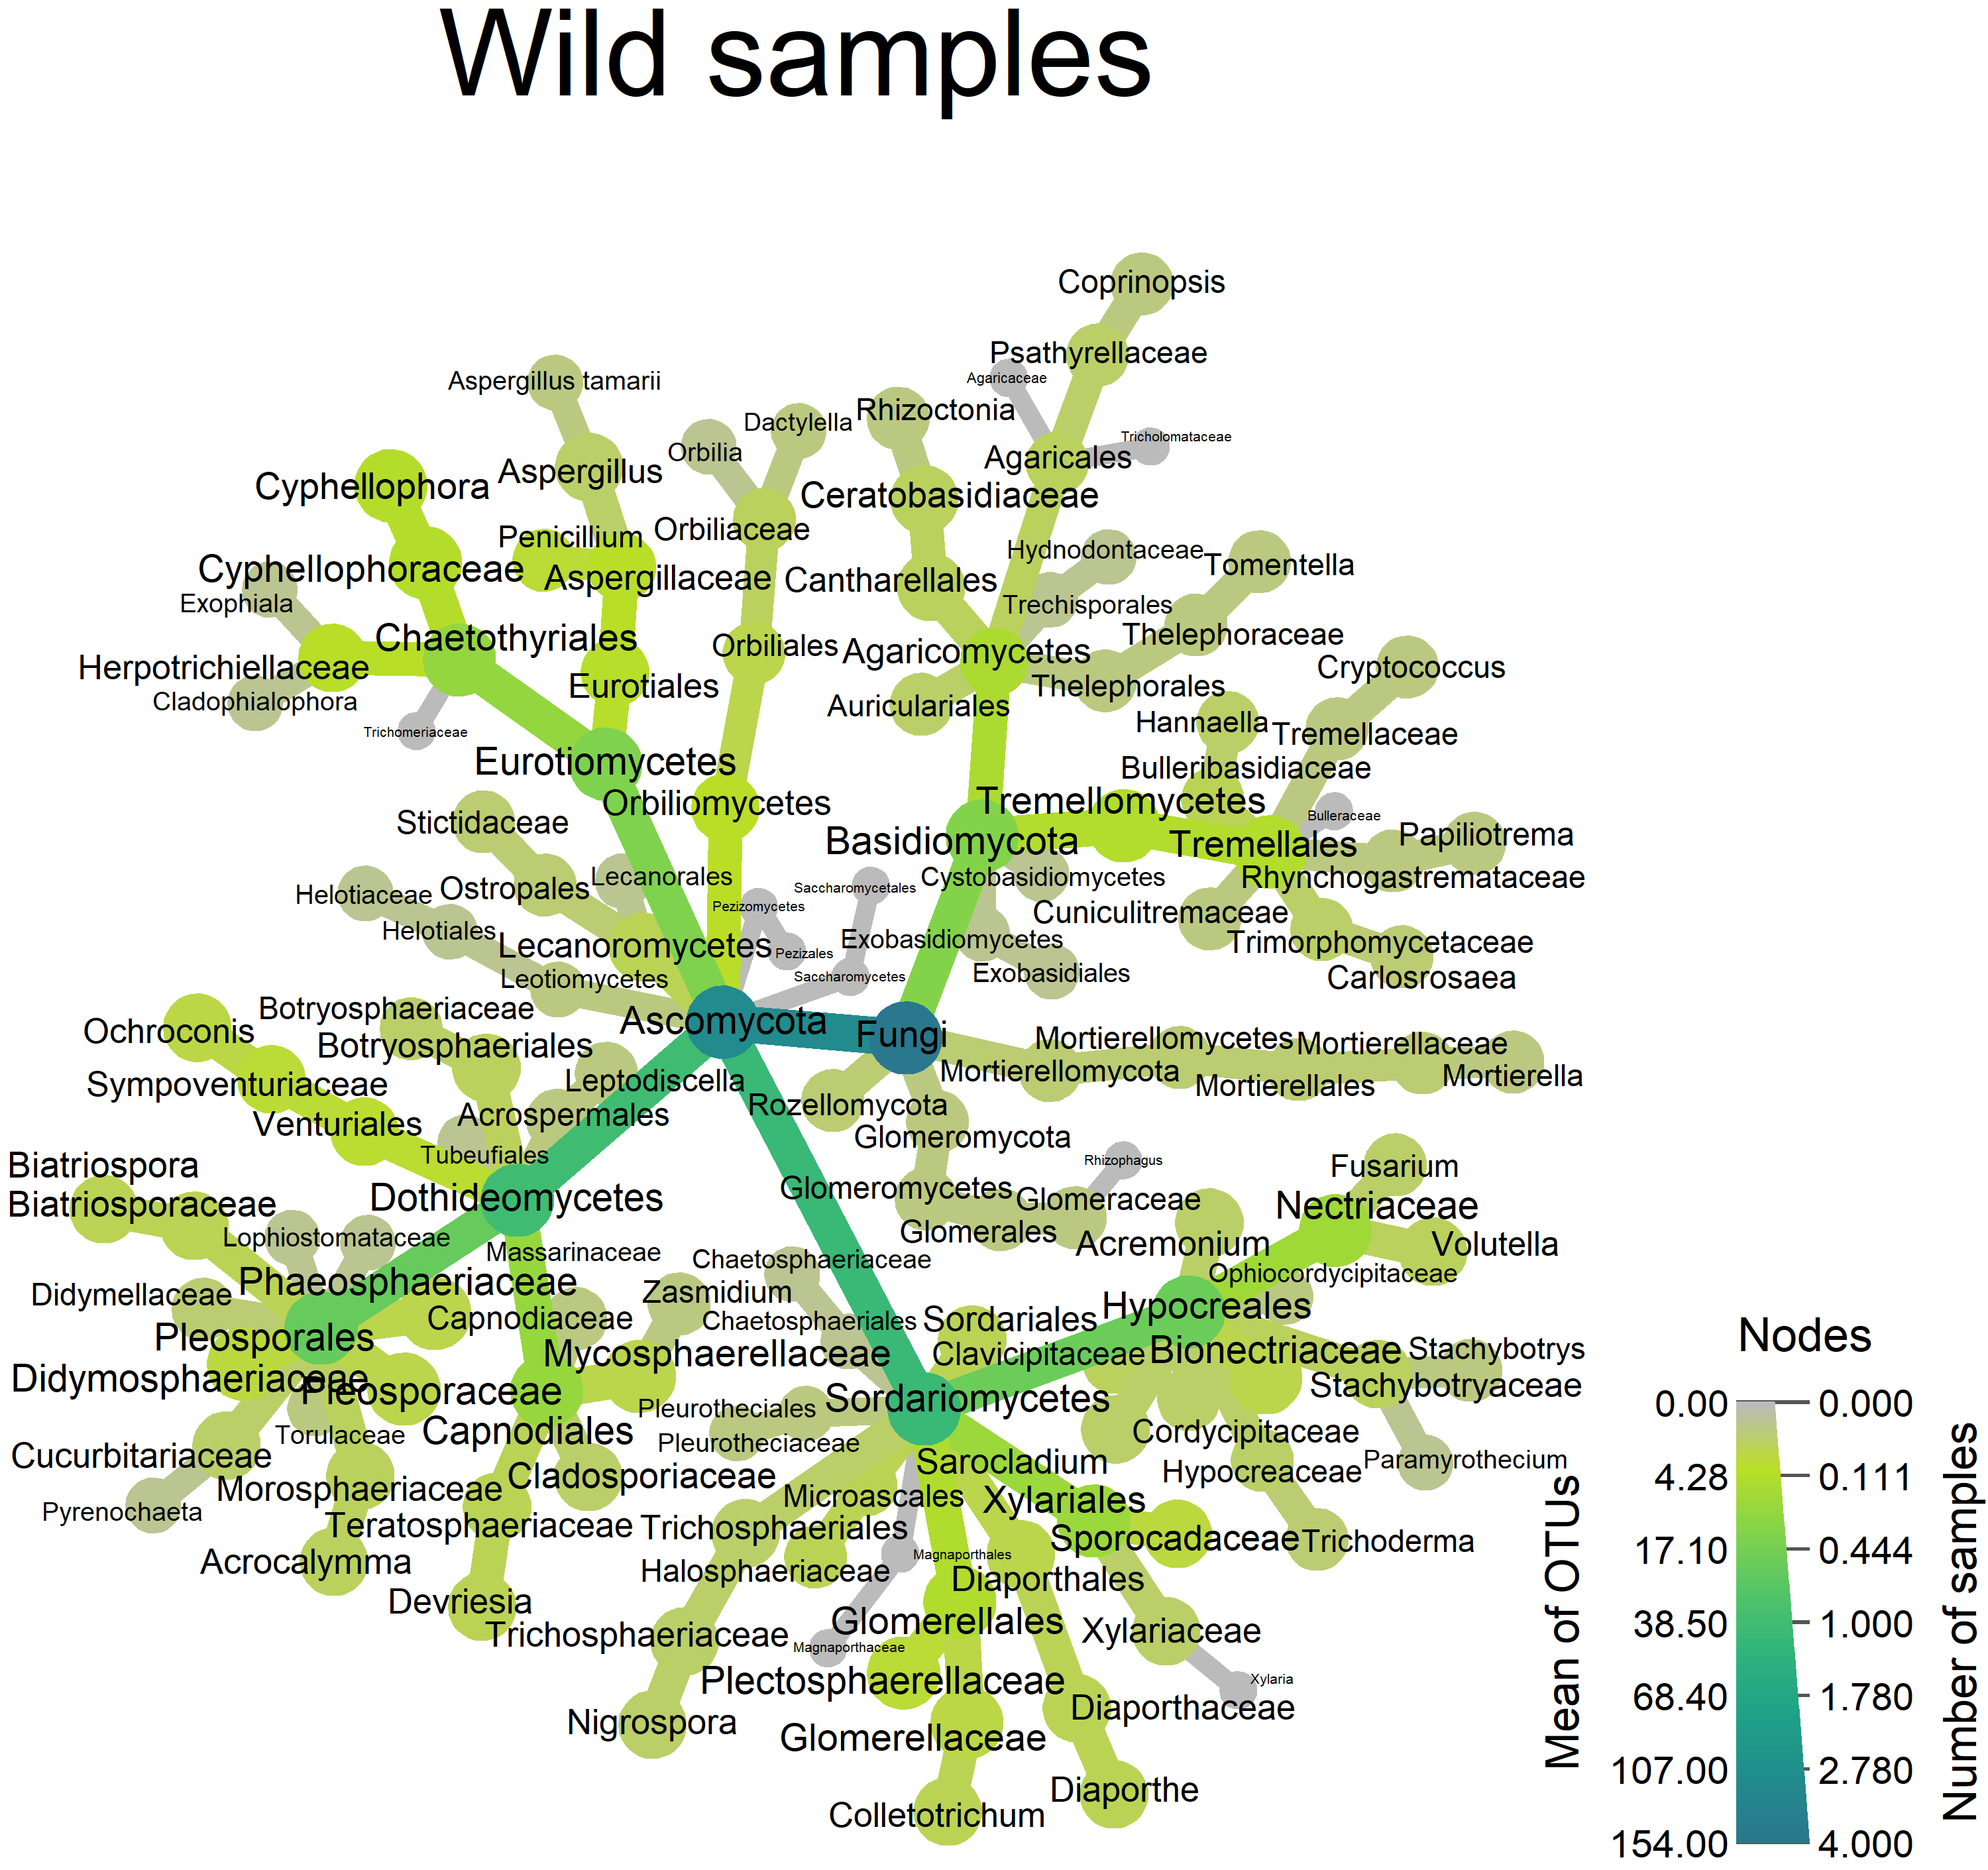 Wild samples
Coprinopsis
Psathyrellaceae
Agaricaceae
Aspergillus tamarii
Rhizoctonia
Dactylella
Tricholomataceae
Orbilia
Agaricales
Aspergillus
Cyphellophora
Ceratobasidiaceae
Orbiliaceae
Penicillium
Hydnodontaceae
Tomentella
Cyphellophoraceae
Aspergillaceae
Cantharellales
Exophiala
Trechisporales
Thelephoraceae
Chaetothyriales
Orbiliales
Agaricomycetes
Herpotrichiellaceae
Cryptococcus
Eurotiales
Thelephorales
Cladophialophora
Auriculariales
Hannaella
Trichomeriaceae
Tremellaceae
Eurotiomycetes
Bulleribasidiaceae
Orbiliomycetes
Tremellomycetes
Bulleraceae
Stictidaceae
Basidiomycota
Tremellales
Papiliotrema
Lecanorales
Cystobasidiomycetes
Rhynchogastremataceae
Helotiaceae
Ostropales
Saccharomycetales
Pezizomycetes
Cuniculitremaceae
Helotiales
Lecanoromycetes
Pezizales
Exobasidiomycetes
Trimorphomycetaceae
Leotiomycetes
Saccharomycetes
Exobasidiales
Carlosrosaea
Botryosphaeriaceae
Ascomycota
Fungi
Ochroconis
Botryosphaeriales
Mortierellomycetes
Mortierellaceae
Leptodiscella
Mortierellomycota
Mortierellales
Mortierella
Sympoventuriaceae
Acrospermales
Rozellomycota
Venturiales
Glomeromycota
Tubeufiales
Rhizophagus
Biatriospora
Fusarium
Biatriosporaceae
Dothideomycetes
Glomeromycetes
Glomeraceae
Nectriaceae
Lophiostomataceae
Glomerales
Massarinaceae
Chaetosphaeriaceae
Acremonium
Volutella
Phaeosphaeriaceae
Ophiocordycipitaceae
Didymellaceae
Zasmidium
Capnodiaceae
Chaetosphaeriales
Sordariales
Hypocreales
Nodes
Pleosporales
Mycosphaerellaceae
Clavicipitaceae
Bionectriaceae
Stachybotrys
Didymosphaeriaceae
Pleosporaceae
Sordariomycetes
Stachybotryaceae
Pleurotheciales
0.00
0.000
Torulaceae
Capnodiales
Pleurotheciaceae
Cordycipitaceae
Cucurbitariaceae
Cladosporiaceae
Sarocladium
Hypocreaceae
Paramyrothecium
4.28
0.111
Morosphaeriaceae
Microascales
Xylariales
Pyrenochaeta
Teratosphaeriaceae
Trichosphaeriales
Sporocadaceae
Trichoderma
17.10
0.444
Acrocalymma
Magnaporthales
Halosphaeriaceae
Diaporthales
Devriesia
Glomerellales
38.50
1.000
Trichosphaeriaceae
Magnaporthaceae
Xylariaceae
Plectosphaerellaceae
Xylaria
68.40
1.780
Nigrospora
Diaporthaceae
Glomerellaceae
107.00
2.780
Diaporthe
Colletotrichum
154.00
4.000
Mean of OTUs
Number of samples